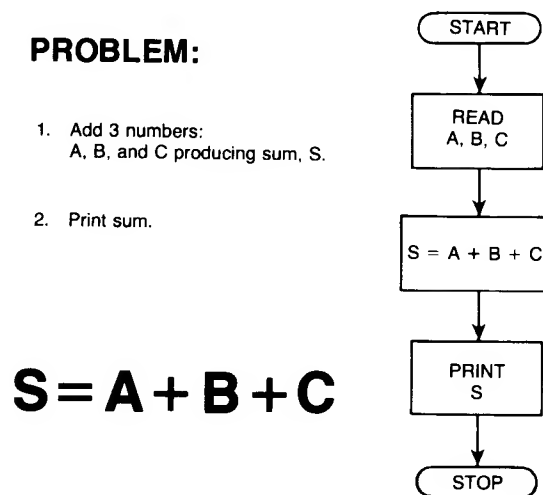 PROBLEM:
1. Add 3 numbers:
A, B, and C producing sum, S.
2. Print sum.
S = A + B + C
START
READ
A, B, C
S = A + B + C
PRINT
S
STOP